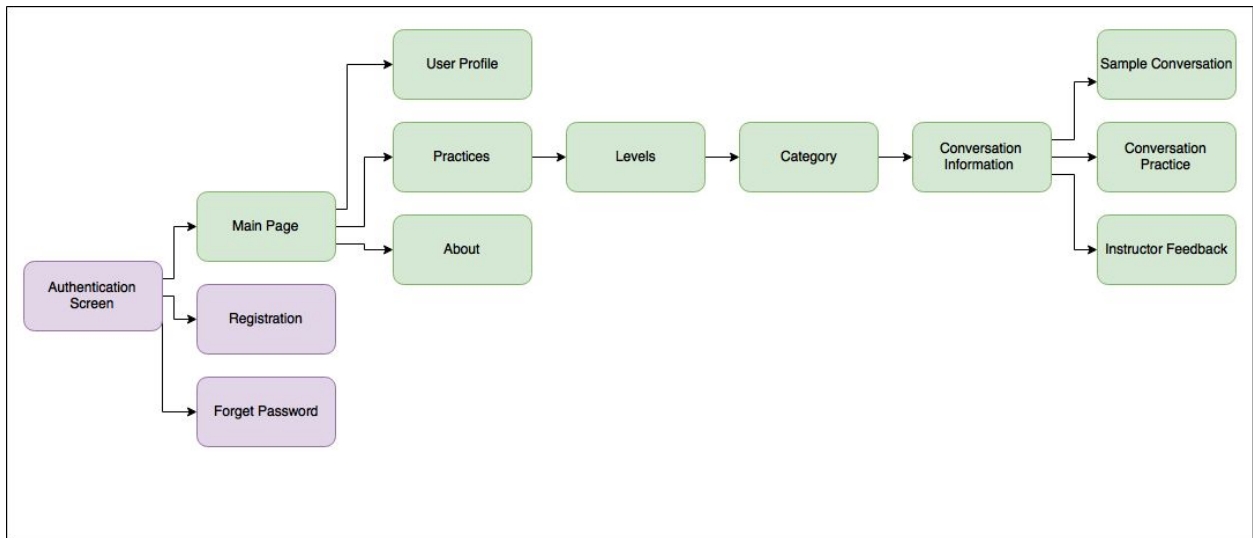 User Profile
Sample Conversation
Practices
Levels
Category
Conversation
Information
Conversation
Practice
Main Page
About
Instructor Feedback
Authentication
Screen
Registration
Forget Password